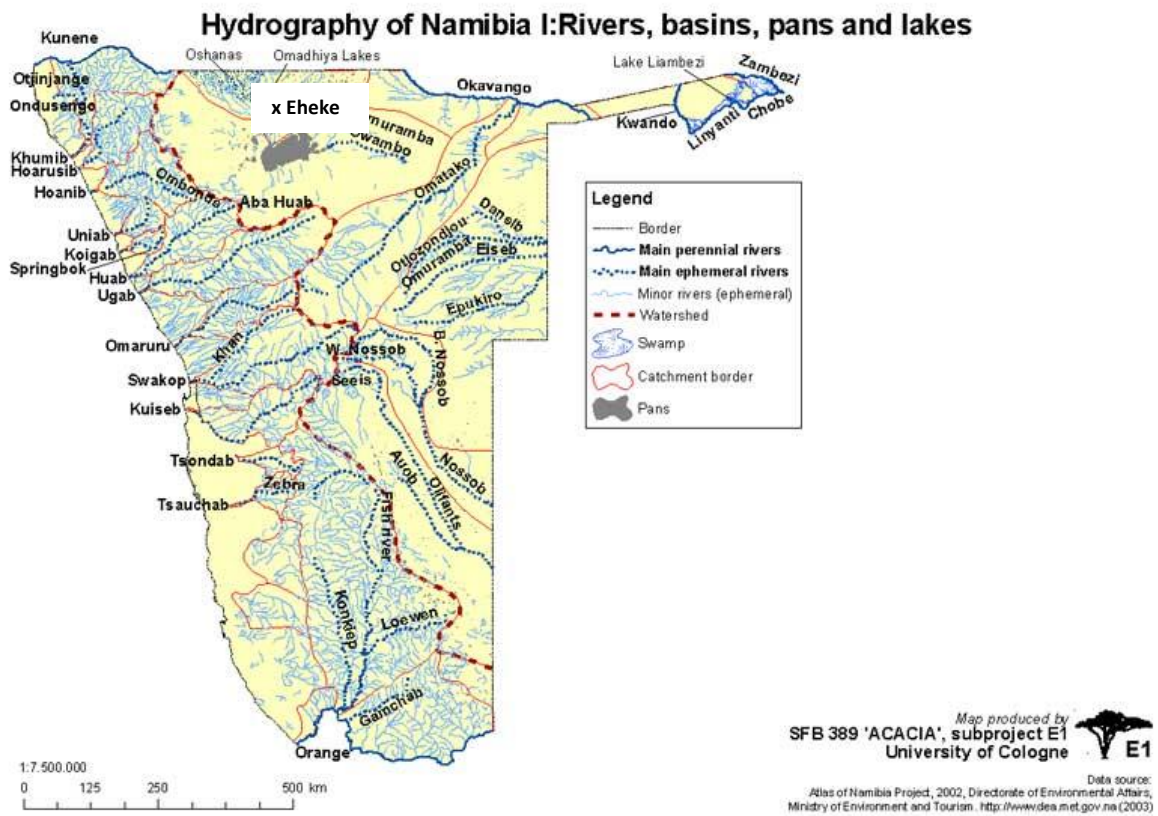 Hydrography of Namibia I:Rivers, basins, pans and lakes
Kunene
Oshanas
Omadhiya Lakes
Lake Liambezi
Zambezi
Otjinjange
Okavango
Ondusengo
x Eheke
Chobe
Kwando
Linyanti
muramba
Owambo
Khumib
Hoarusib
Hoanib
Ombonde
Omatako
Aba Huab
Legend
Border
Main perennial rivers
Main ephemeral rivers
Minor rivers (ephemeral)
Watershed
Swamp
Catchment border
Pans
Dansib
Uniab
Otjozondjou
Eiseb
Koigab
Springbok
Omuramba
Huab
Ugab
Epukiro
Omaruru
Khan
W. Nossob
B. Nossob
Swakop
Seeis
Kuiseb
Tsondab
Auob
Nossob
Zebra
Olifants
Tsauchab
Fish river
Konkiep
Loewen
Gainchab
Orange
Map produced by
SFB 389 'ACACIA', subproject E1
University of Cologne
E1
1:7.500.000
0 125 250 500 km
Data source:
Atlas of Namibia Project, 2002, Directorate of Environmental Affairs,
Ministry of Environment and Tourism. http://www.dea.met.gov.na (2003)